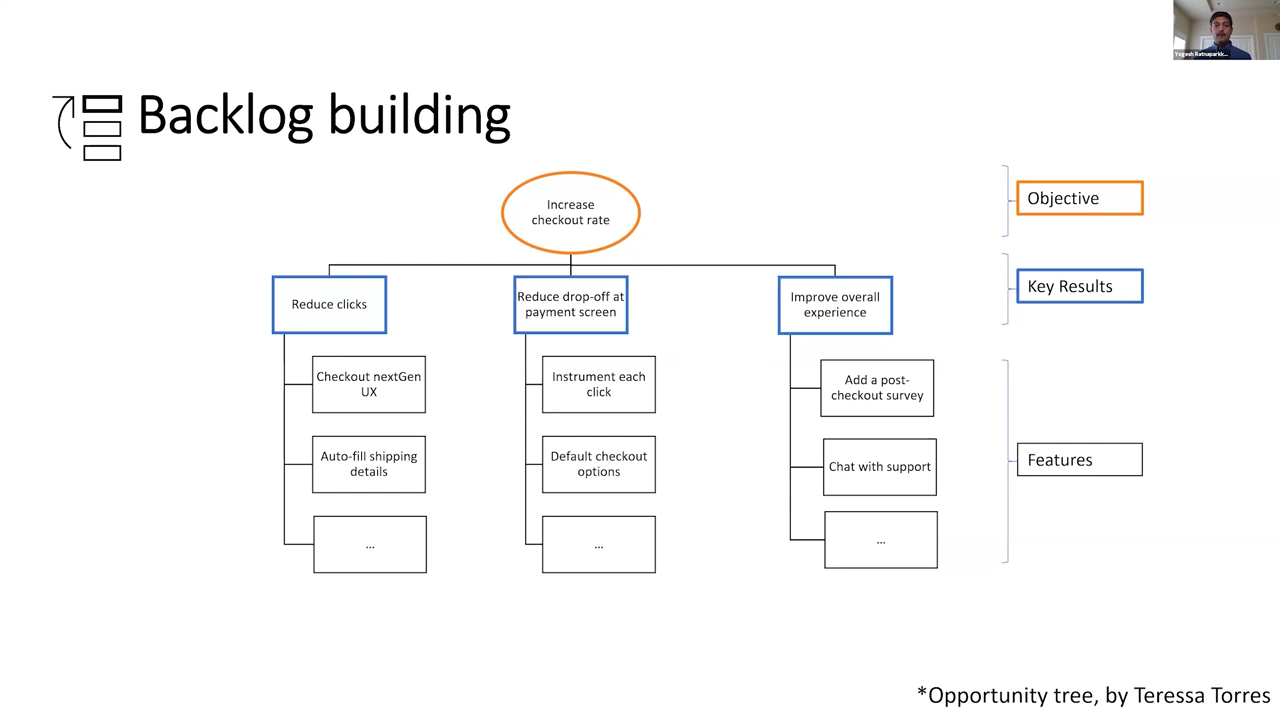 Yogesh Ratnaparkk...
Backlog building
Increase
checkout rate
Objective
Reduce clicks
Reduce drop-off at
payment screen
Improve overall
experience
Key Results
Checkout nextGen
UX
Instrument each
click
Add a post-
checkout survey
Auto-fill shipping
details
Default checkout
options
Chat with support
Features
...
...
...
*Opportunity tree, by Teressa Torres